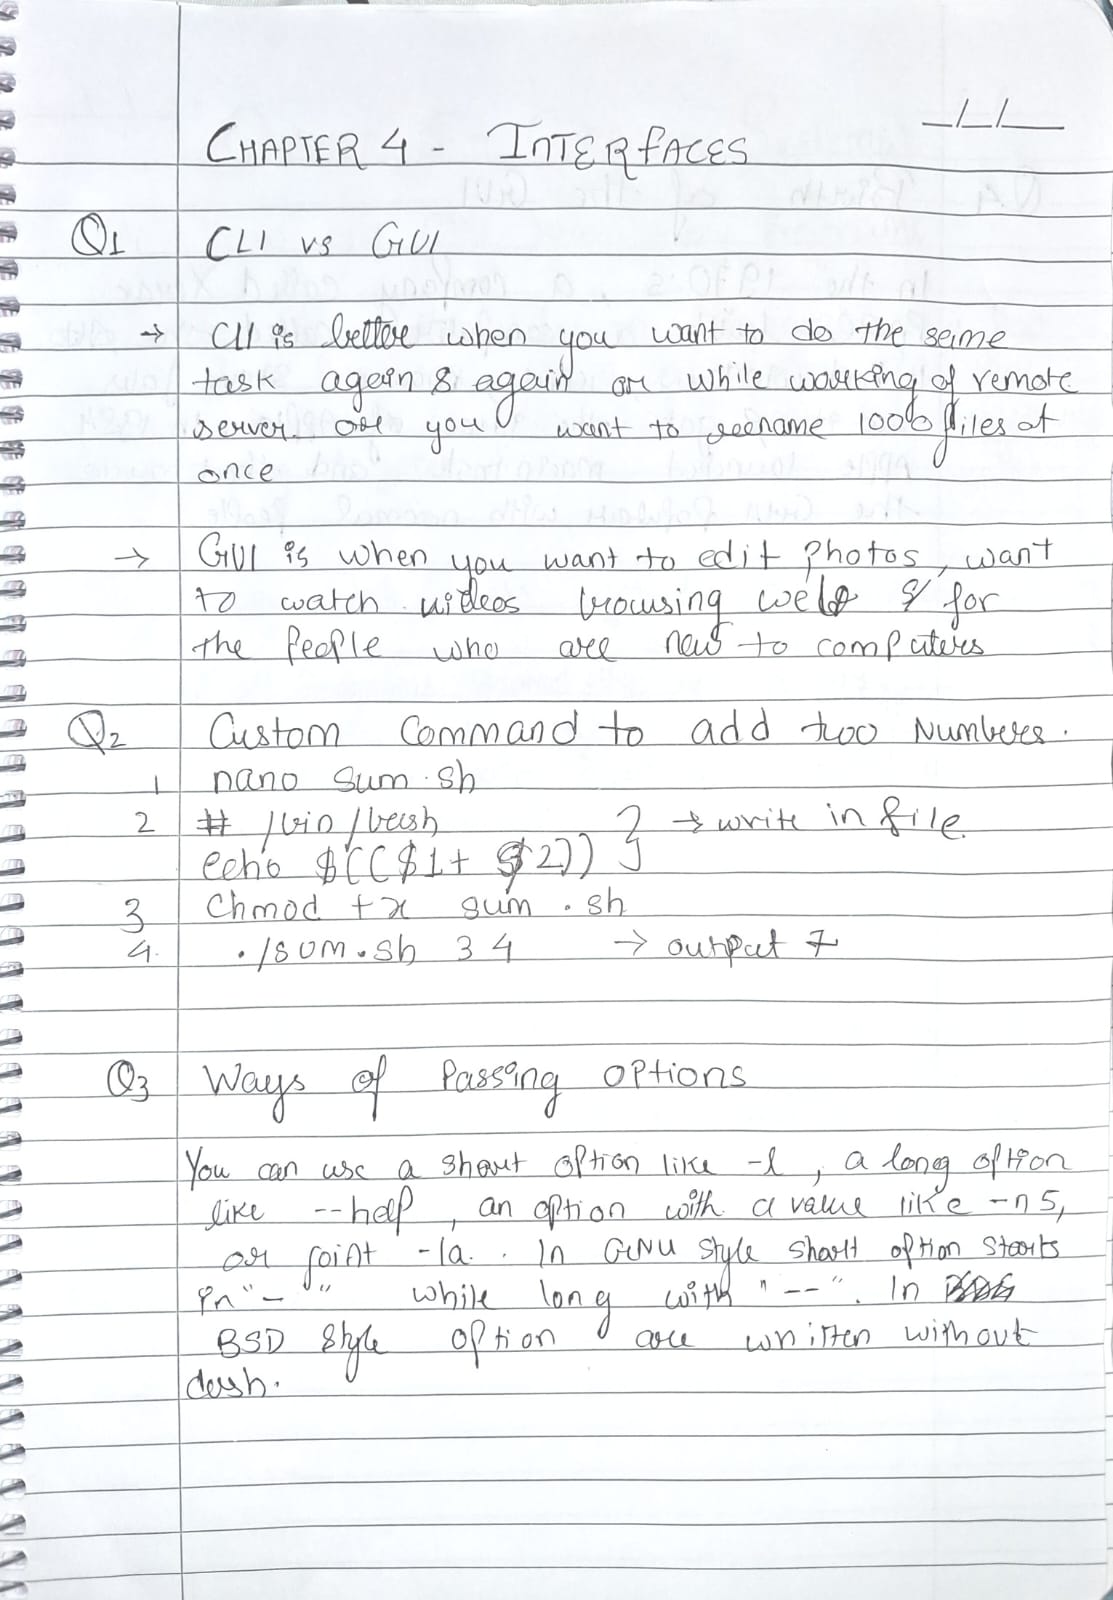 _/_/__
CHAPTER 4 - INTERfACES
Q1 CLI vs GUI
→ CLI is better when you want to do the same
task again & again or while working of remote
server. or you want to rename 1000 files at
once
→ GUI is when you want to edit photos, want
to watch videos browsing web & for
the people who are new to computers
Q2 Custom Command to add two Numbers.
1 nano sum.sh
2 # /bin/bash } → write in file.
echo $(($1+ $2))
3 Chmod +x sum.sh
4. ./sum.sh 3 4 → output 7
Q3 Ways of Passing options
You can use a short option like -l, a long option
like --help, an option with a value like -n5,
or joint -la. In GNU style short option starts
in "-" while long with "--". In
BSD style option are written without
dash.